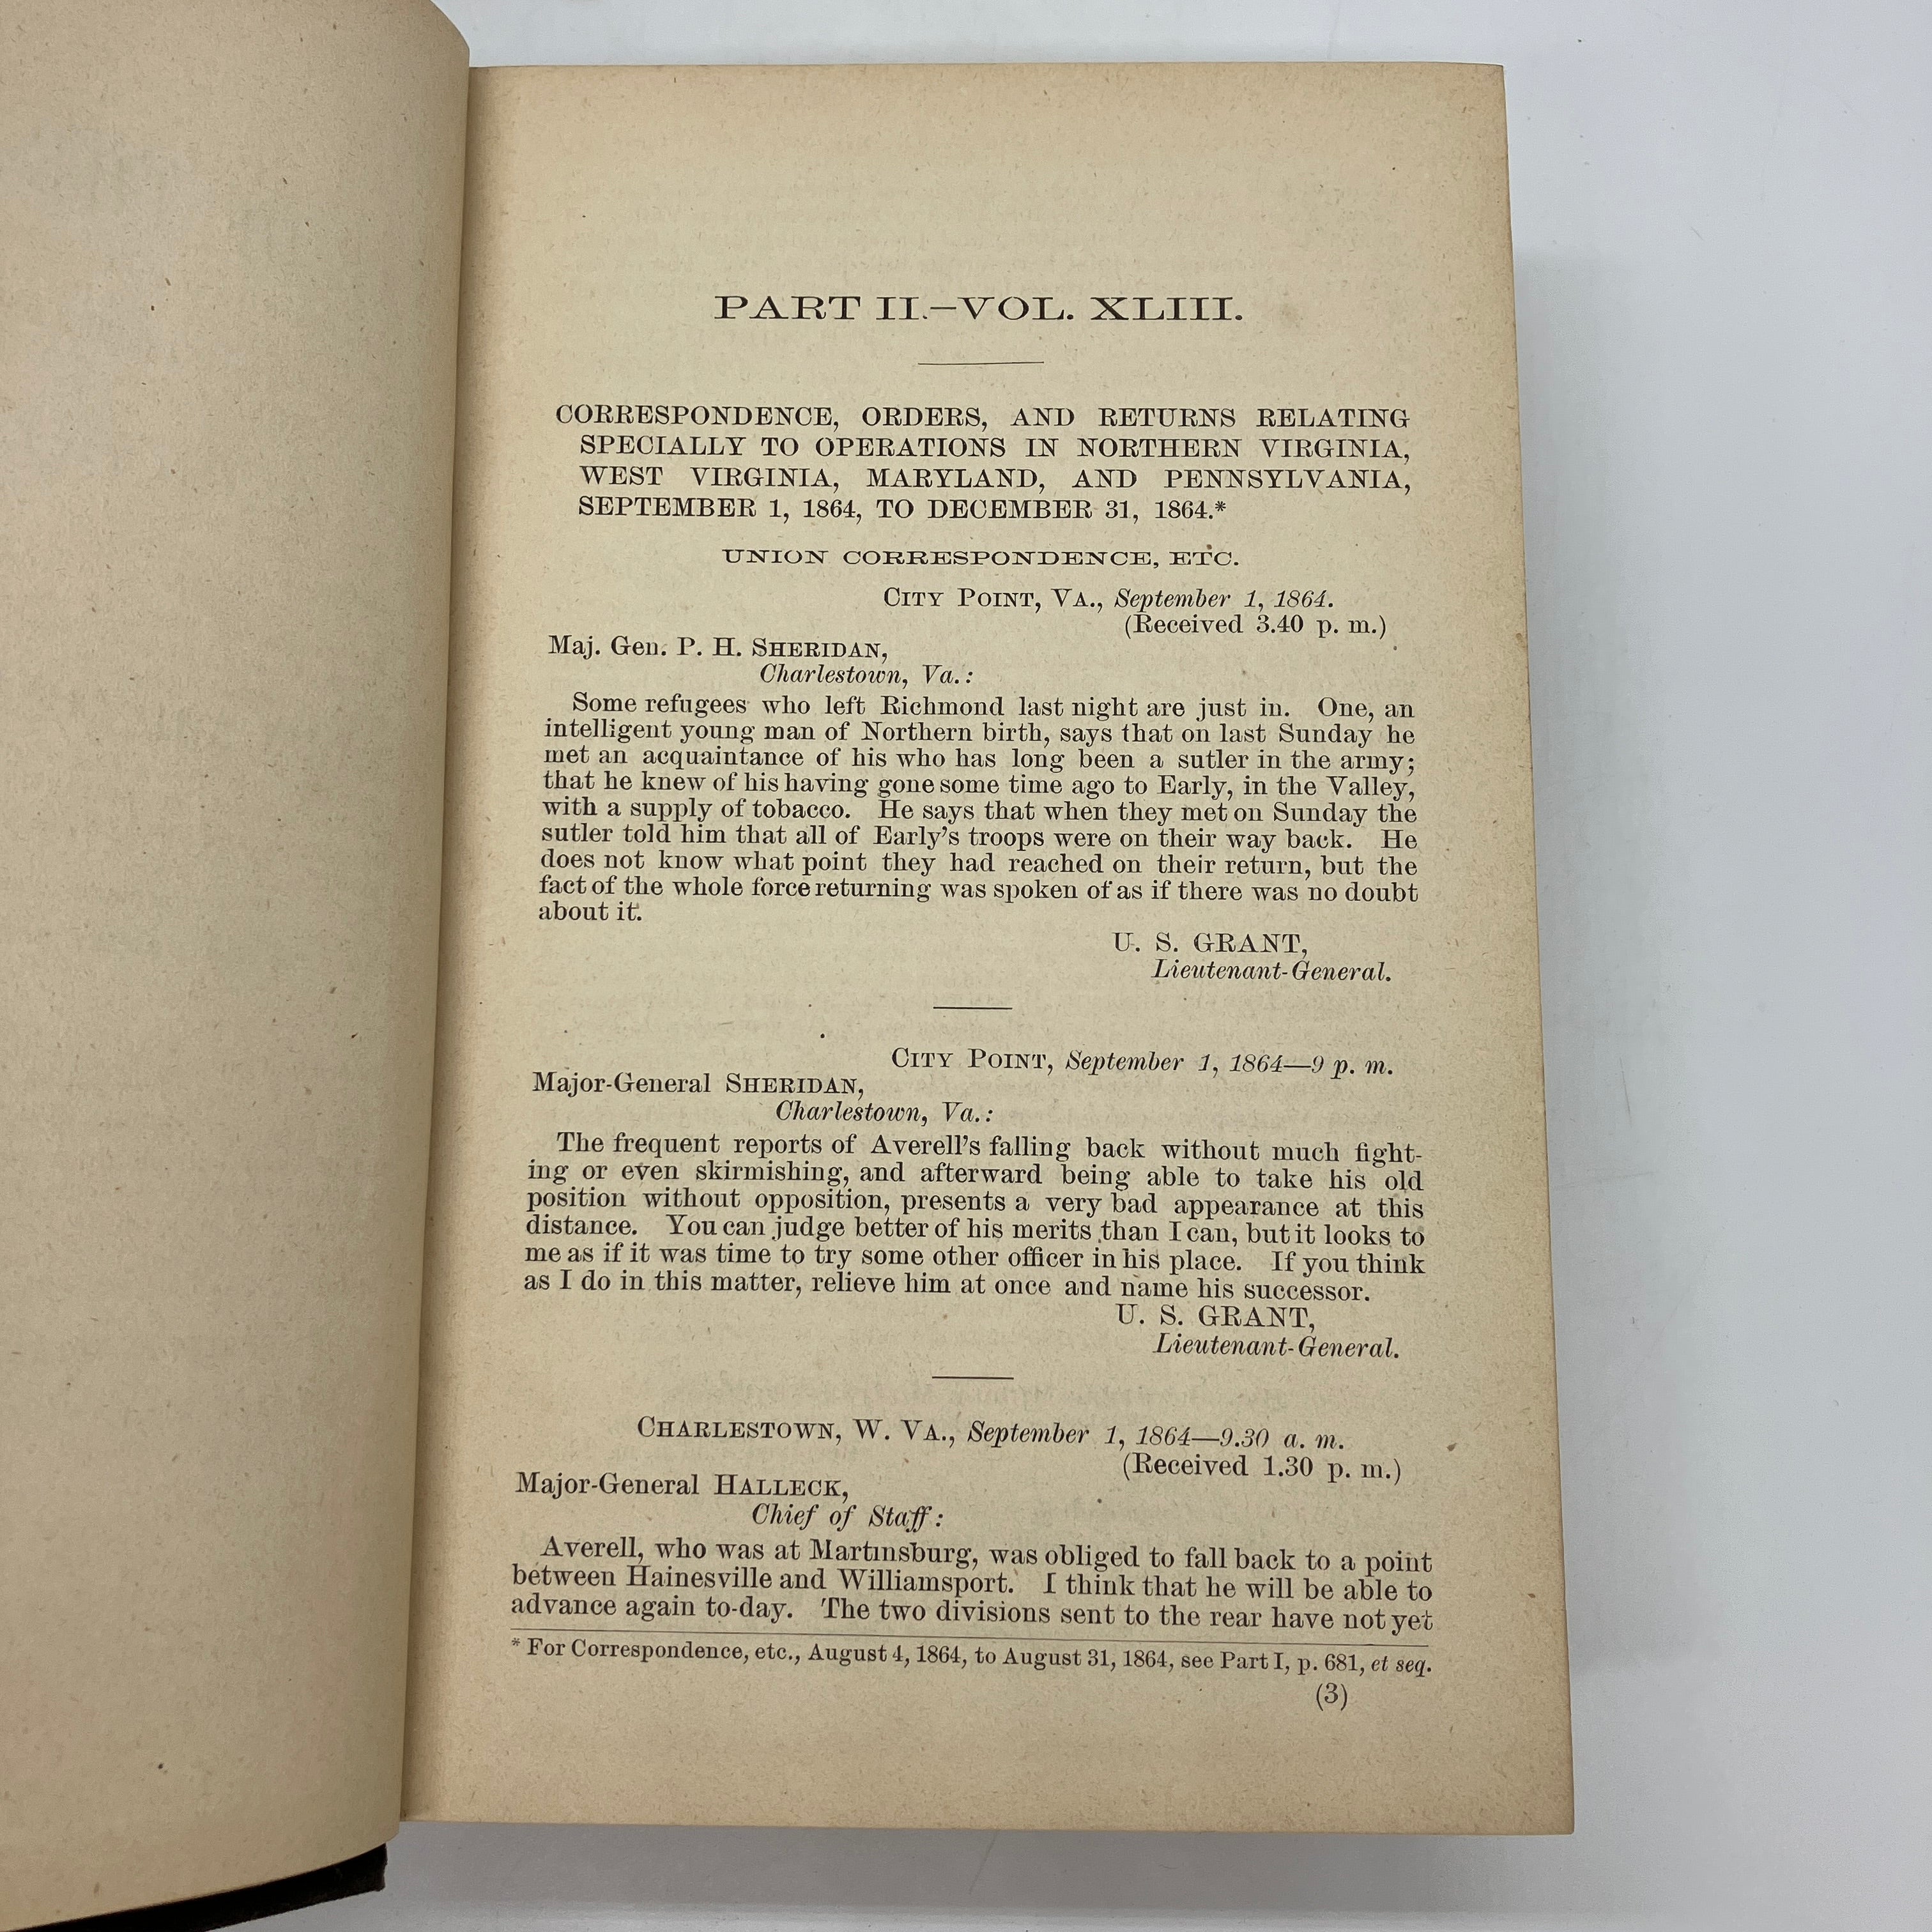 PART II.—VOL. XLIII.
CORRESPONDENCE, ORDERS, AND RETURNS RELATING
SPECIALLY TO OPERATIONS IN NORTHERN VIRGINIA,
WEST VIRGINIA, MARYLAND, AND PENNSYLVANIA,
SEPTEMBER 1, 1864, TO DECEMBER 31, 1864.*
UNION CORRESPONDENCE, ETC.
CITY POINT, VA., September 1, 1864.
(Received 3.40 p. m.)
Maj. Gen. P. H. SHERIDAN,
Charlestown, Va.:
Some refugees who left Richmond last night are just in. One, an
intelligent young man of Northern birth, says that on last Sunday he
met an acquaintance of his who has long been a sutler in the army;
that he knew of his having gone some time ago to Early, in the Valley,
with a supply of tobacco. He says that when they met on Sunday the
sutler told him that all of Early's troops were on their way back. He
does not know what point they had reached on their return, but the
fact of the whole force returning was spoken of as if there was no doubt
about it.
U. S. GRANT,
Lieutenant-General.
CITY POINT, September 1, 1864—9 p. m.
Major-General SHERIDAN,
Charlestown, Va.:
The frequent reports of Averell's falling back without much fight-
ing or even skirmishing, and afterward being able to take his old
position without opposition, presents a very bad appearance at this
distance. You can judge better of his merits than I can, but it looks to
me as if it was time to try some other officer in his place. If you think
as I do in this matter, relieve him at once and name his successor.
U. S. GRANT,
Lieutenant-General.
CHARLESTOWN, W. VA., September 1, 1864—9.30 a. m.
(Received 1.30 p. m.)
Major-General HALLECK,
Chief of Staff:
Averell, who was at Martinsburg, was obliged to fall back to a point
between Hainesville and Williamsport. I think that he will be able to
advance again to-day. The two divisions sent to the rear have not yet
* For Correspondence, etc., August 4, 1864, to August 31, 1864, see Part I, p. 681, et seq.
(3)